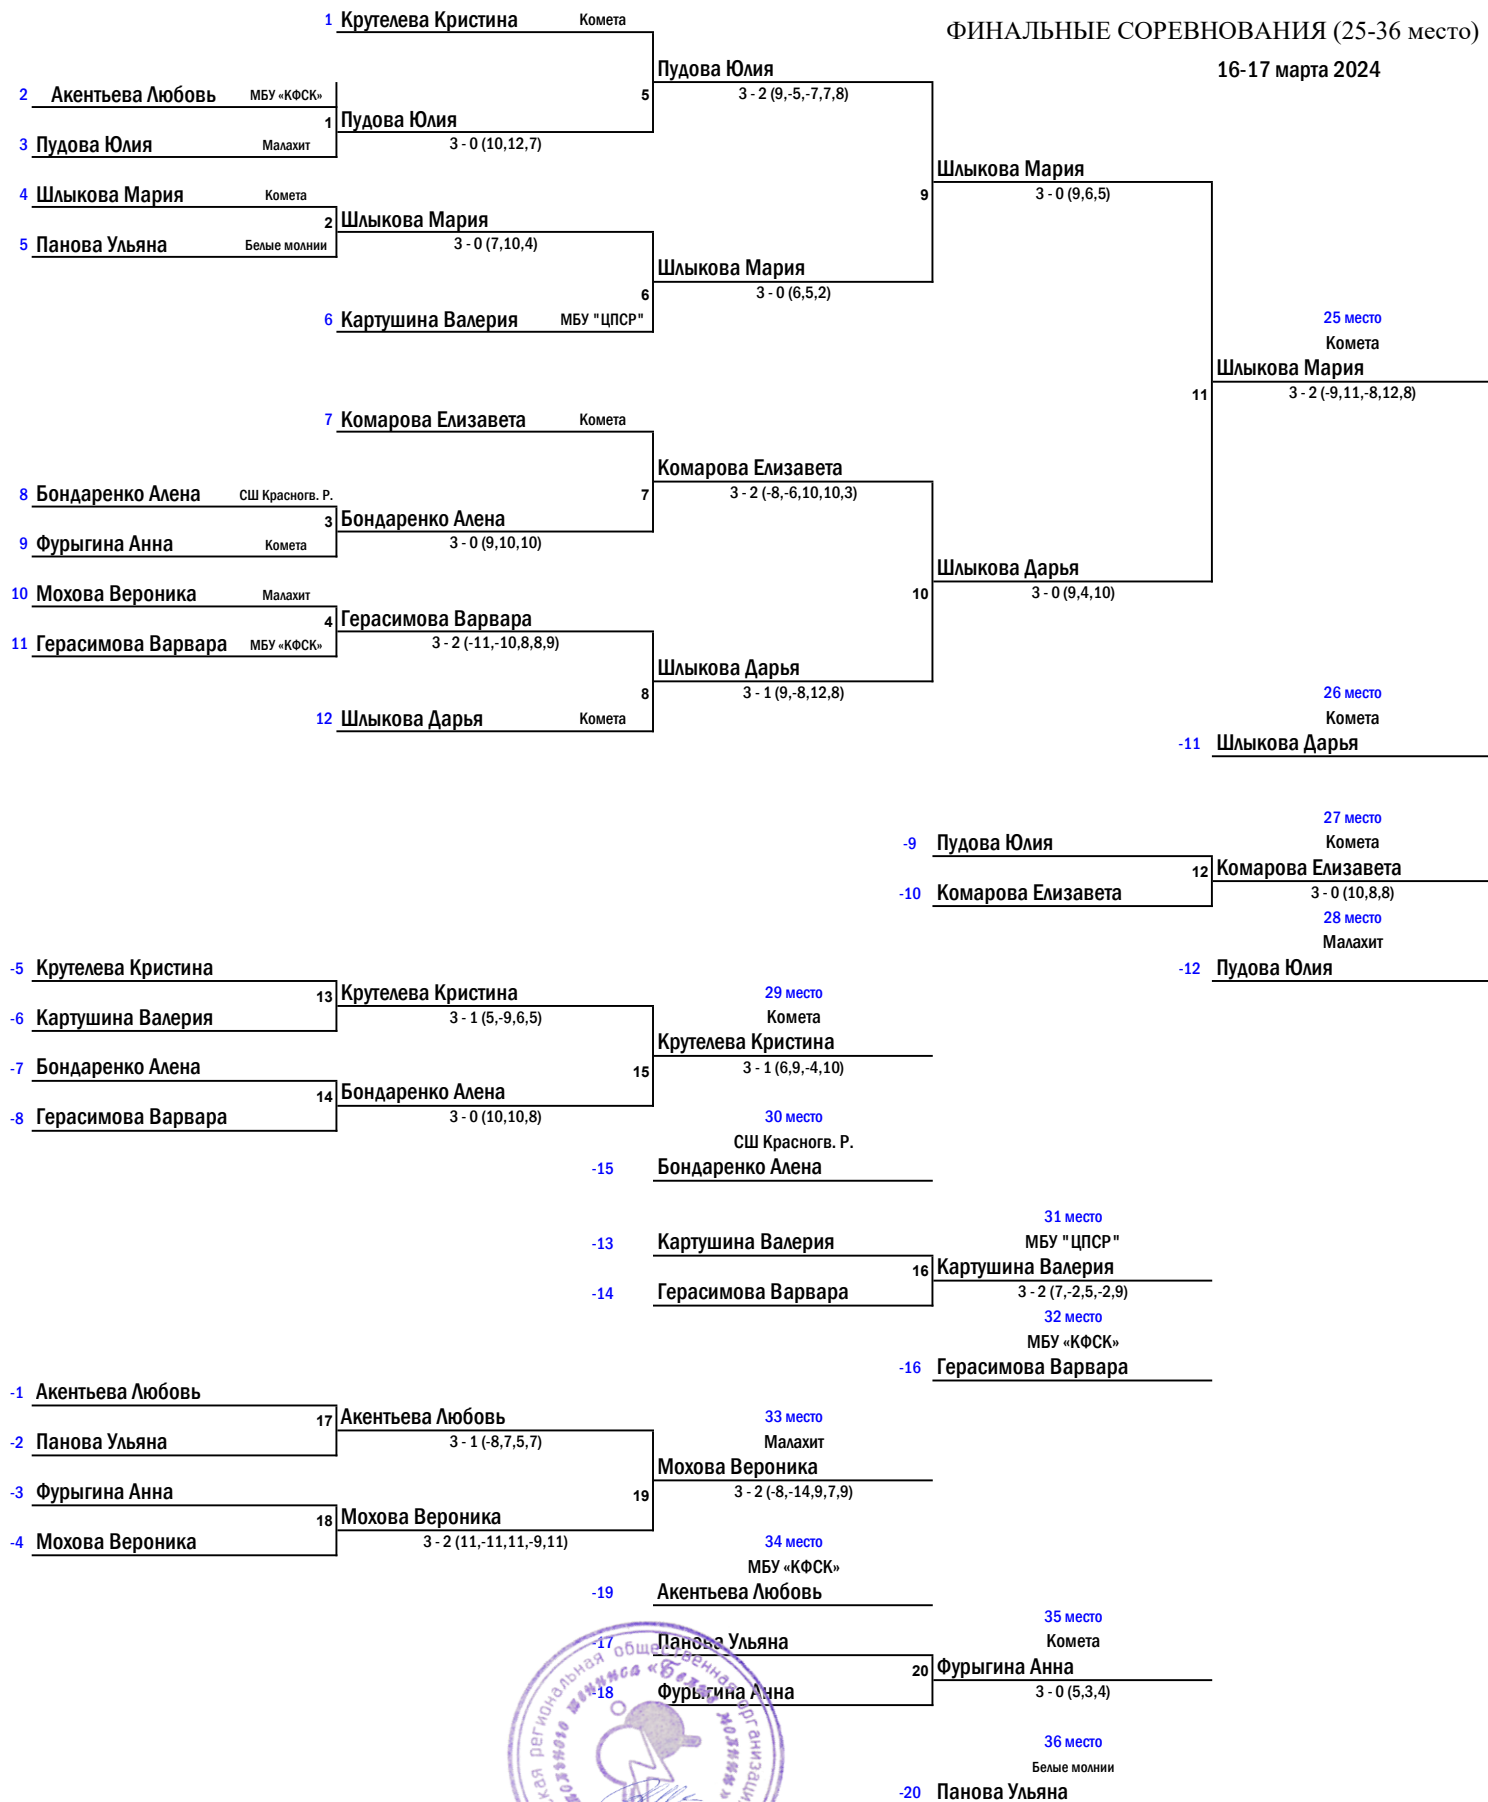 ФИНАЛЬНЫЕ СОРЕВНОВАНИЯ (25-36 место)
16-17 марта 2024
1 Крутелева Кристина Комета
Пудова Юлия
2 Акентьева Любовь МБУ «КФСК»
5 3 - 2 (9,-5,-7,7,8)
1 Пудова Юлия
3 Пудова Юлия Малахит
3 - 0 (10,12,7)
Шлыкова Мария
4 Шлыкова Мария Комета
9 3 - 0 (9,6,5)
2 Шлыкова Мария
5 Панова Ульяна Белые молнии
3 - 0 (7,10,4)
Шлыкова Мария
6 3 - 0 (6,5,2)
6 Картушина Валерия МБУ "ЦПСР"
25 место
Комета
Шлыкова Мария
11 3 - 2 (-9,11,-8,12,8)
7 Комарова Елизавета Комета
Комарова Елизавета
8 Бондаренко Алена СШ Красногв. Р.
7 3 - 2 (-8,-6,10,10,3)
3 Бондаренко Алена
9 Фурыгина Анна Комета
3 - 0 (9,10,10)
Шлыкова Дарья
10 Мохова Вероника Малахит
10 3 - 0 (9,4,10)
4 Герасимова Варвара
11 Герасимова Варвара МБУ «КФСК»
3 - 2 (-11,-10,8,8,9)
Шлыкова Дарья
8 3 - 1 (9,-8,12,8)
12 Шлыкова Дарья Комета
26 место
Комета
-11 Шлыкова Дарья
27 место
-9 Пудова Юлия Комета
12 Комарова Елизавета
-10 Комарова Елизавета 3 - 0 (10,8,8)
28 место
Малахит
-12 Пудова Юлия
-5 Крутелева Кристина
13 Крутелева Кристина 29 место
-6 Картушина Валерия 3 - 1 (5,-9,6,5) Комета
Крутелева Кристина
-7 Бондаренко Алена 15 3 - 1 (6,9,-4,10)
14 Бондаренко Алена
-8 Герасимова Варвара 3 - 0 (10,10,8) 30 место
СШ Красногв. Р.
-15 Бондаренко Алена
31 место
-13 Картушина Валерия МБУ "ЦПСР"
16 Картушина Валерия
-14 Герасимова Варвара 3 - 2 (7,-2,5,-2,9)
32 место
МБУ «КФСК»
-16 Герасимова Варвара
-1 Акентьева Любовь
17 Акентьева Любовь 33 место
-2 Панова Ульяна 3 - 1 (-8,7,5,7) Малахит
Мохова Вероника
-3 Фурыгина Анна 19 3 - 2 (-8,-14,9,7,9)
18 Мохова Вероника
-4 Мохова Вероника 3 - 2 (11,-11,11,-9,11) 34 место
МБУ «КФСК»
-19 Акентьева Любовь
35 место
-17 Панова Ульяна Комета
20 Фурыгина Анна
-18 Фурыгина Анна 3 - 0 (5,3,4)
36 место
Белые молнии
-20 Панова Ульяна
региональная общественная